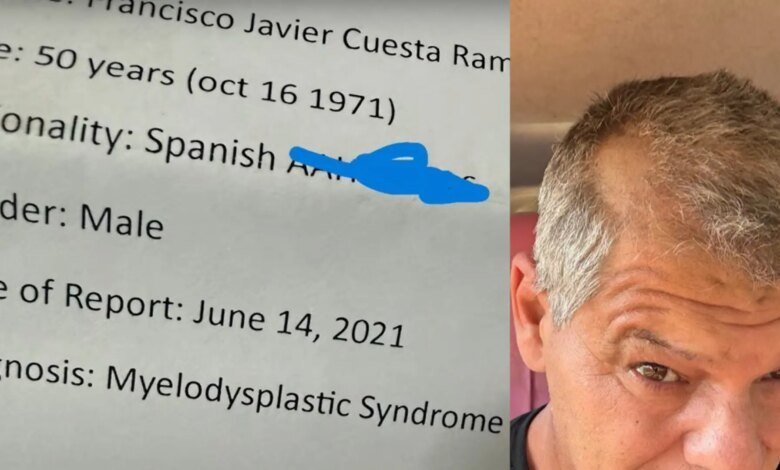 Francisco Javier Cuesta Ram
e: 50 years (oct 16 1971)
onality: Spanish
der: Male
e of Report: June 14, 2021
nosis: Myelodysplastic Syndrome